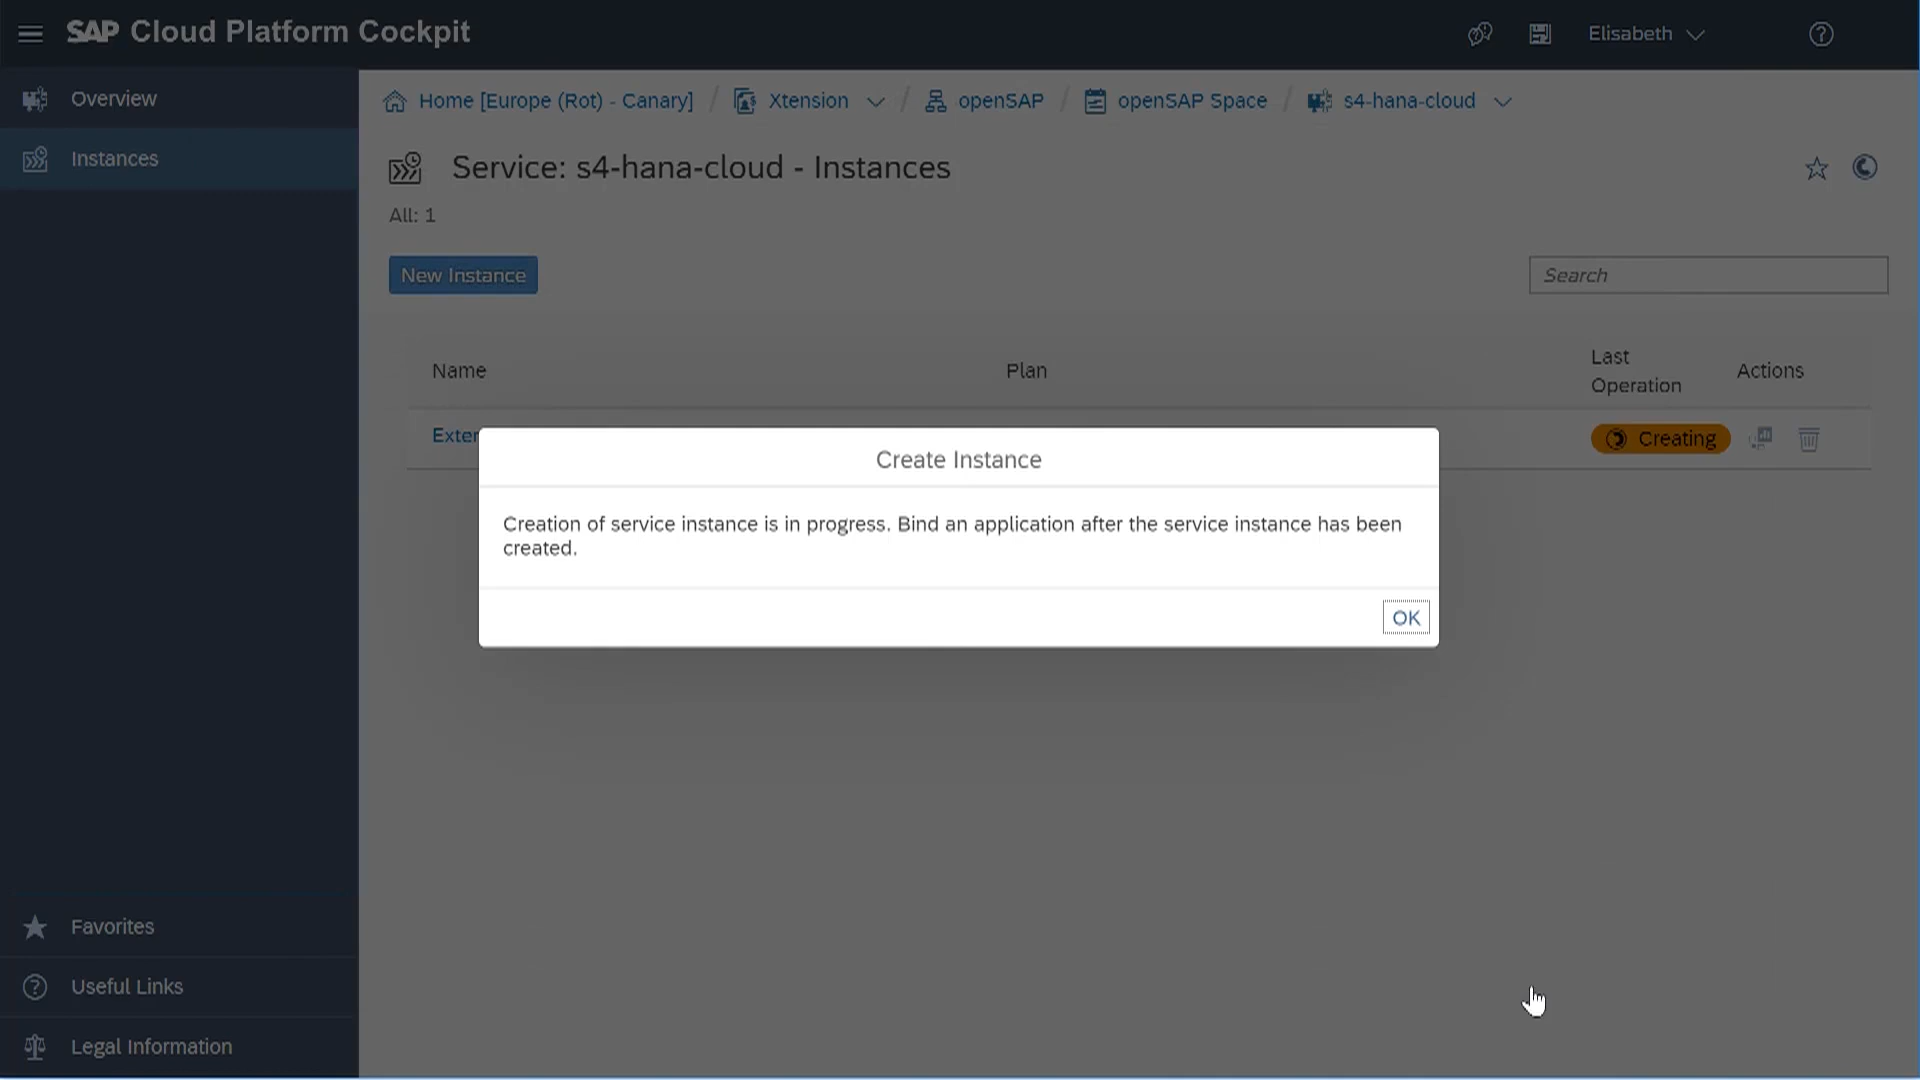 SAP Cloud Platform Cockpit
Elisabeth
Overview
Instances
Home [Europe (Rot) - Canary] / Xtension / openSAP / openSAP Space / s4-hana-cloud
Service: s4-hana-cloud - Instances
All: 1
New Instance
Search
Name
Plan
Last
Operation
Actions
Exter
Creating
Create Instance
Creation of service instance is in progress. Bind an application after the service instance has been
created.
OK
Favorites
Useful Links
Legal Information